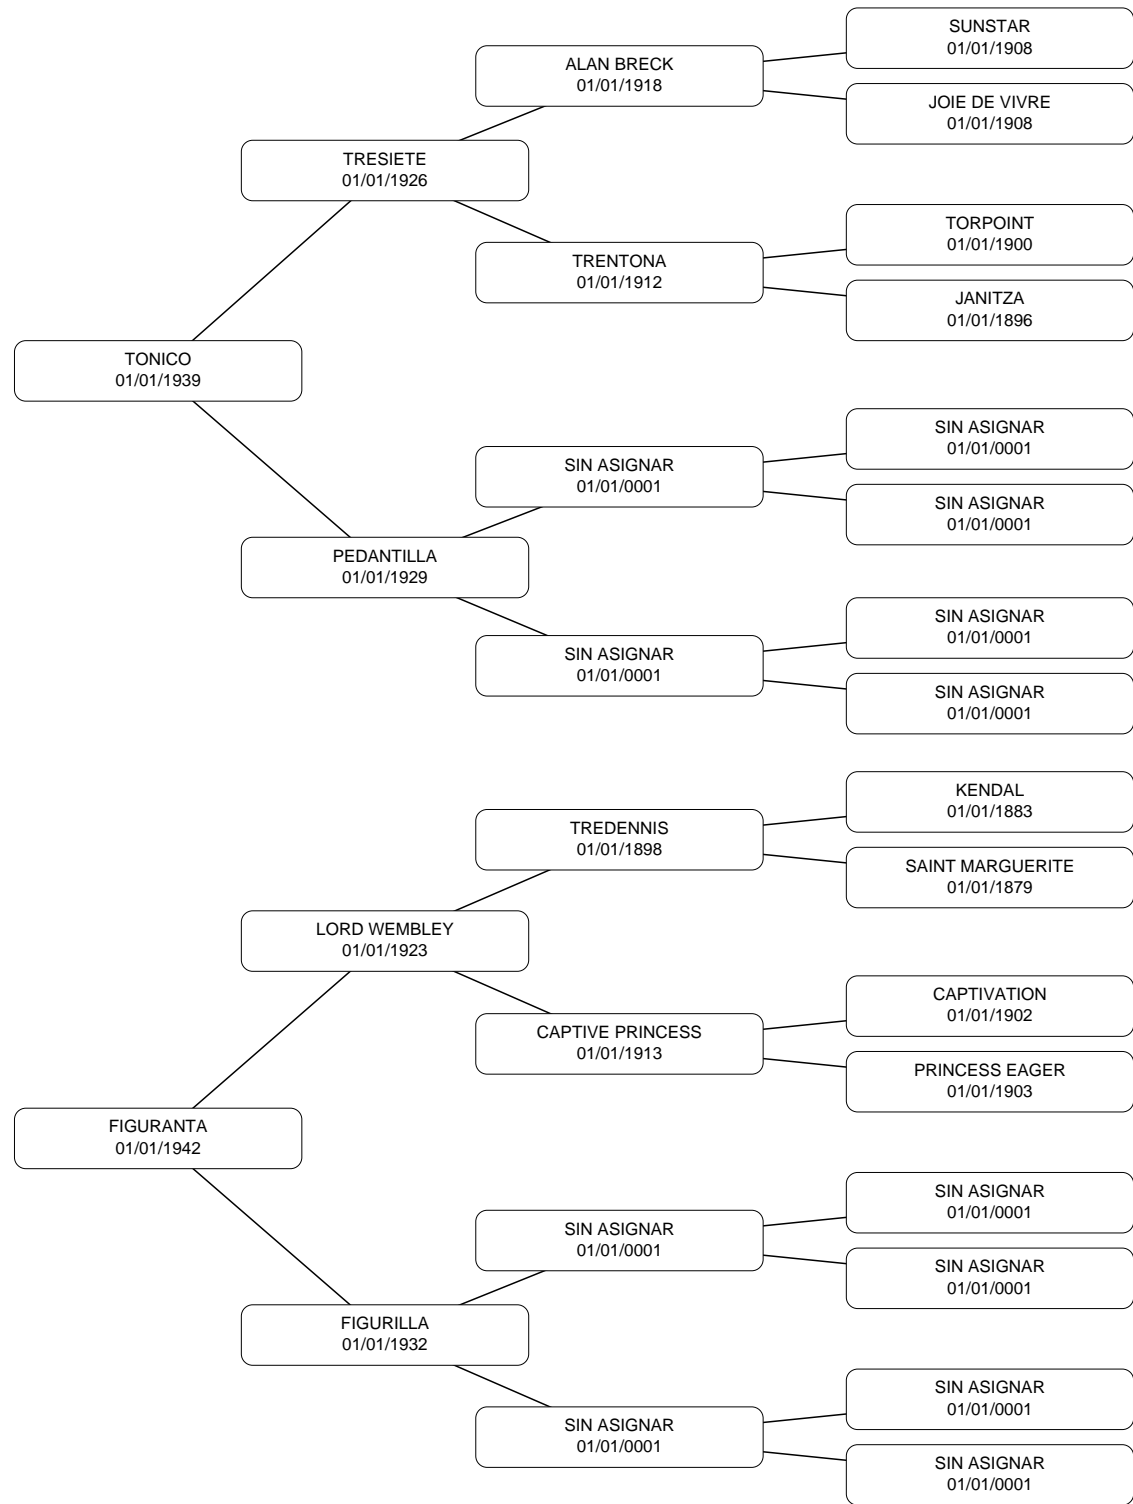 SUNSTAR
01/01/1908
ALAN BRECK
01/01/1918
JOIE DE VIVRE
01/01/1908
TRESIETE
01/01/1926
TORPOINT
01/01/1900
TRENTONA
01/01/1912
JANITZA
01/01/1896
TONICO
01/01/1939
SIN ASIGNAR
01/01/0001
SIN ASIGNAR
01/01/0001
SIN ASIGNAR
01/01/0001
PEDANTILLA
01/01/1929
SIN ASIGNAR
01/01/0001
SIN ASIGNAR
01/01/0001
SIN ASIGNAR
01/01/0001
KENDAL
01/01/1883
TREDENNIS
01/01/1898
SAINT MARGUERITE
01/01/1879
LORD WEMBLEY
01/01/1923
CAPTIVATION
01/01/1902
CAPTIVE PRINCESS
01/01/1913
PRINCESS EAGER
01/01/1903
FIGURANTA
01/01/1942
SIN ASIGNAR
01/01/0001
SIN ASIGNAR
01/01/0001
SIN ASIGNAR
01/01/0001
FIGURILLA
01/01/1932
SIN ASIGNAR
01/01/0001
SIN ASIGNAR
01/01/0001
SIN ASIGNAR
01/01/0001